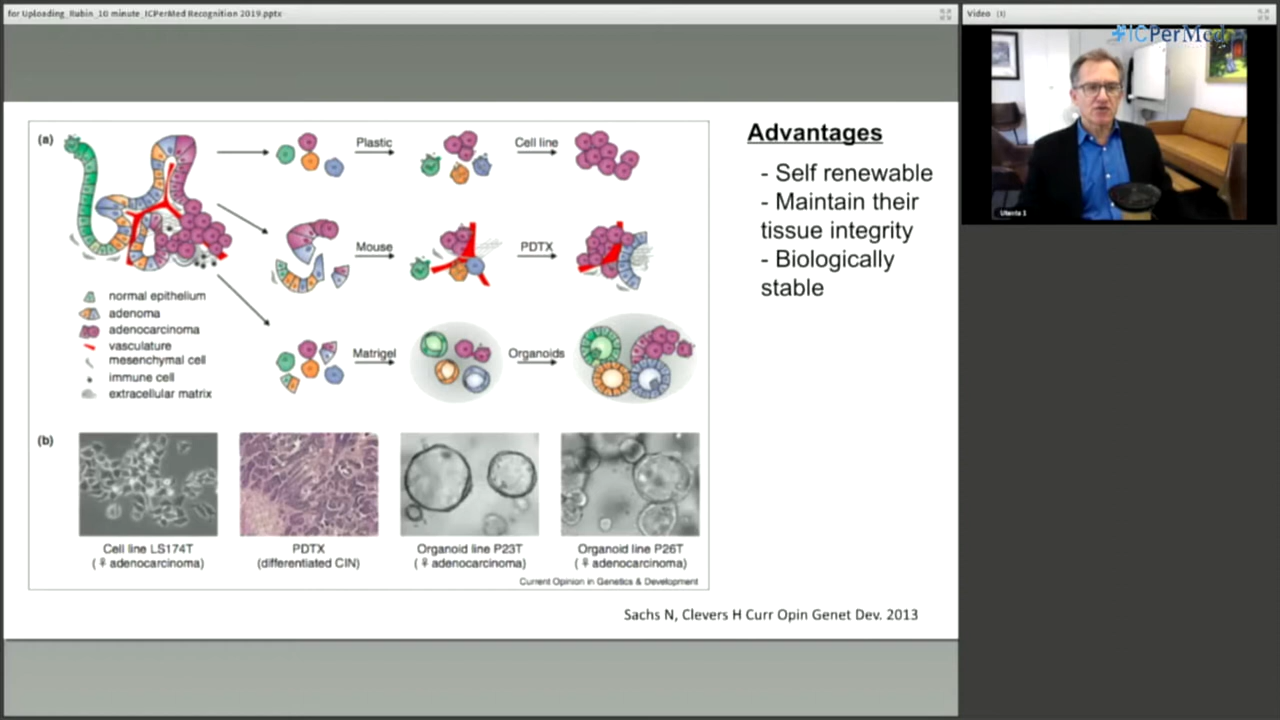 for Uploading_Rubin_10 minute_ICPerMed Recognition 2019.pptx
Video (1)
ICPerMed
Utente 1
(a)
Plastic
Cell line
Mouse
PDTX
Matrigel
Organoids
normal epithelium
adenoma
adenocarcinoma
vasculature
mesenchymal cell
immune cell
extracellular matrix
(b)
Cell line LS174T
(♀ adenocarcinoma)
PDTX
(differentiated CIN)
Organoid line P23T
(♀ adenocarcinoma)
Organoid line P26T
(♀ adenocarcinoma)
Current Opinion in Genetics & Development
Advantages
- Self renewable
- Maintain their
tissue integrity
- Biologically
stable
Sachs N, Clevers H Curr Opin Genet Dev. 2013